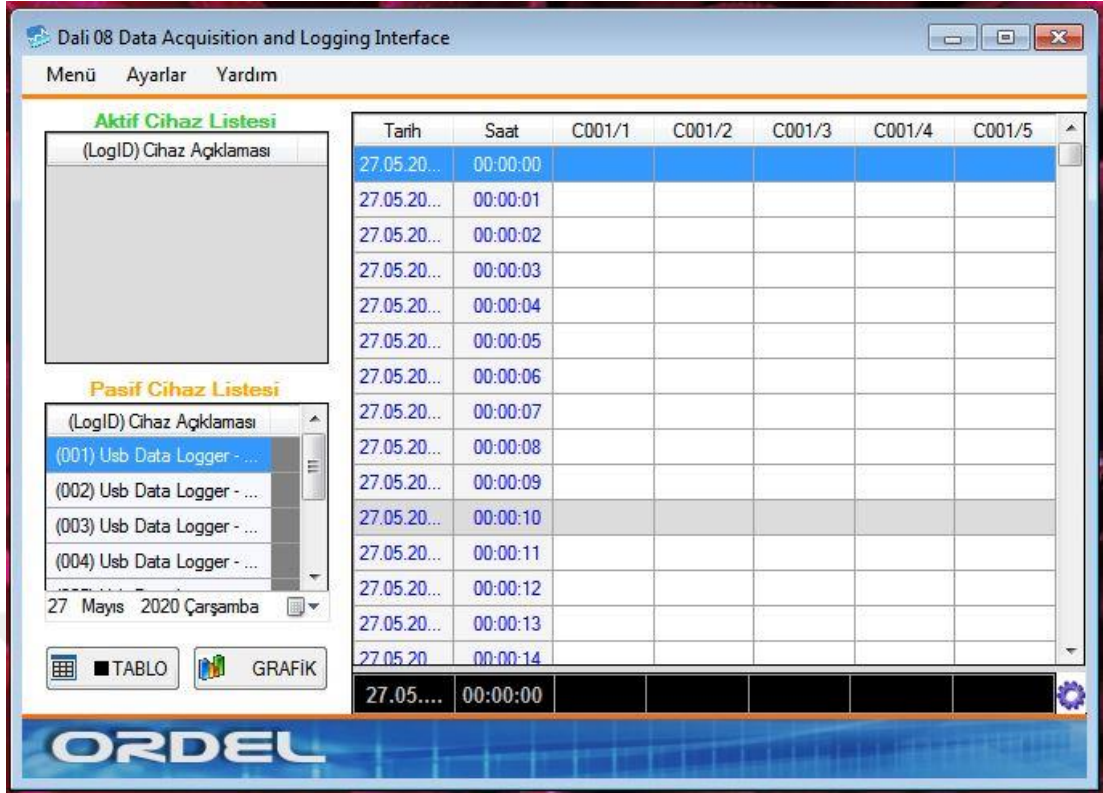 Dali 08 Data Acquisition and Logging Interface
Menü Ayarlar Yardım
Aktif Cihaz Listesi
(LogID) Cihaz Açıklaması
Pasif Cihaz Listesi
(LogID) Cihaz Açıklaması
(001) Usb Data Logger - ...
(002) Usb Data Logger - ...
(003) Usb Data Logger - ...
(004) Usb Data Logger - ...
27 Mayıs 2020 Çarşamba
TABLO GRAFİK
Tarih Saat C001/1 C001/2 C001/3 C001/4 C001/5
27.05.20... 00:00:00
27.05.20... 00:00:01
27.05.20... 00:00:02
27.05.20... 00:00:03
27.05.20... 00:00:04
27.05.20... 00:00:05
27.05.20... 00:00:06
27.05.20... 00:00:07
27.05.20... 00:00:08
27.05.20... 00:00:09
27.05.20... 00:00:10
27.05.20... 00:00:11
27.05.20... 00:00:12
27.05.20... 00:00:13
27.05.20 00:00:14
27.05.... 00:00:00
ORDEL